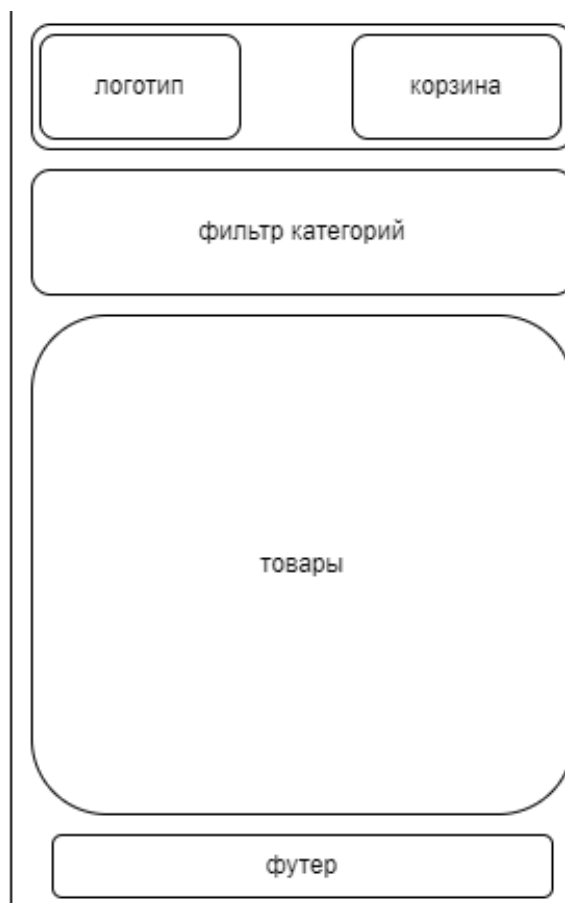 логотип
корзина
фильтр категорий
товары
футер